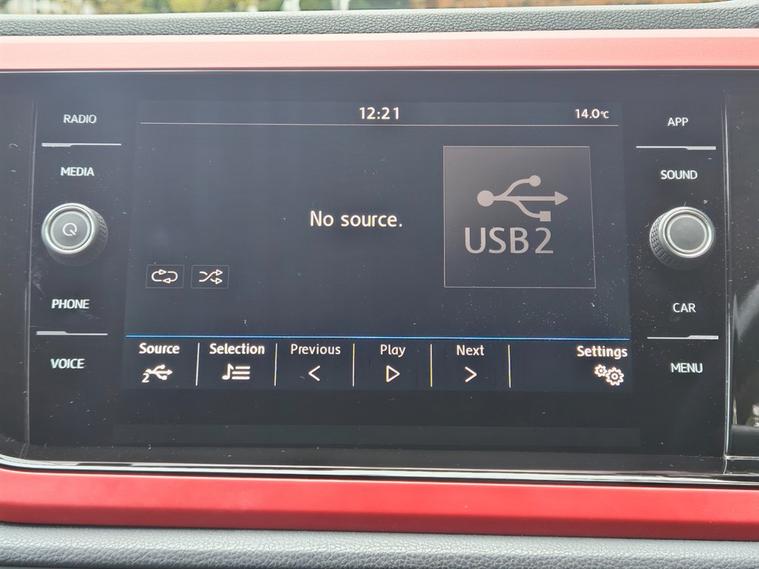 12:21
14.0°C
RADIO
APP
MEDIA
SOUND
No source.
USB2
PHONE
CAR
VOICE
MENU
Source
Selection
Previous
Play
Next
Settings
2